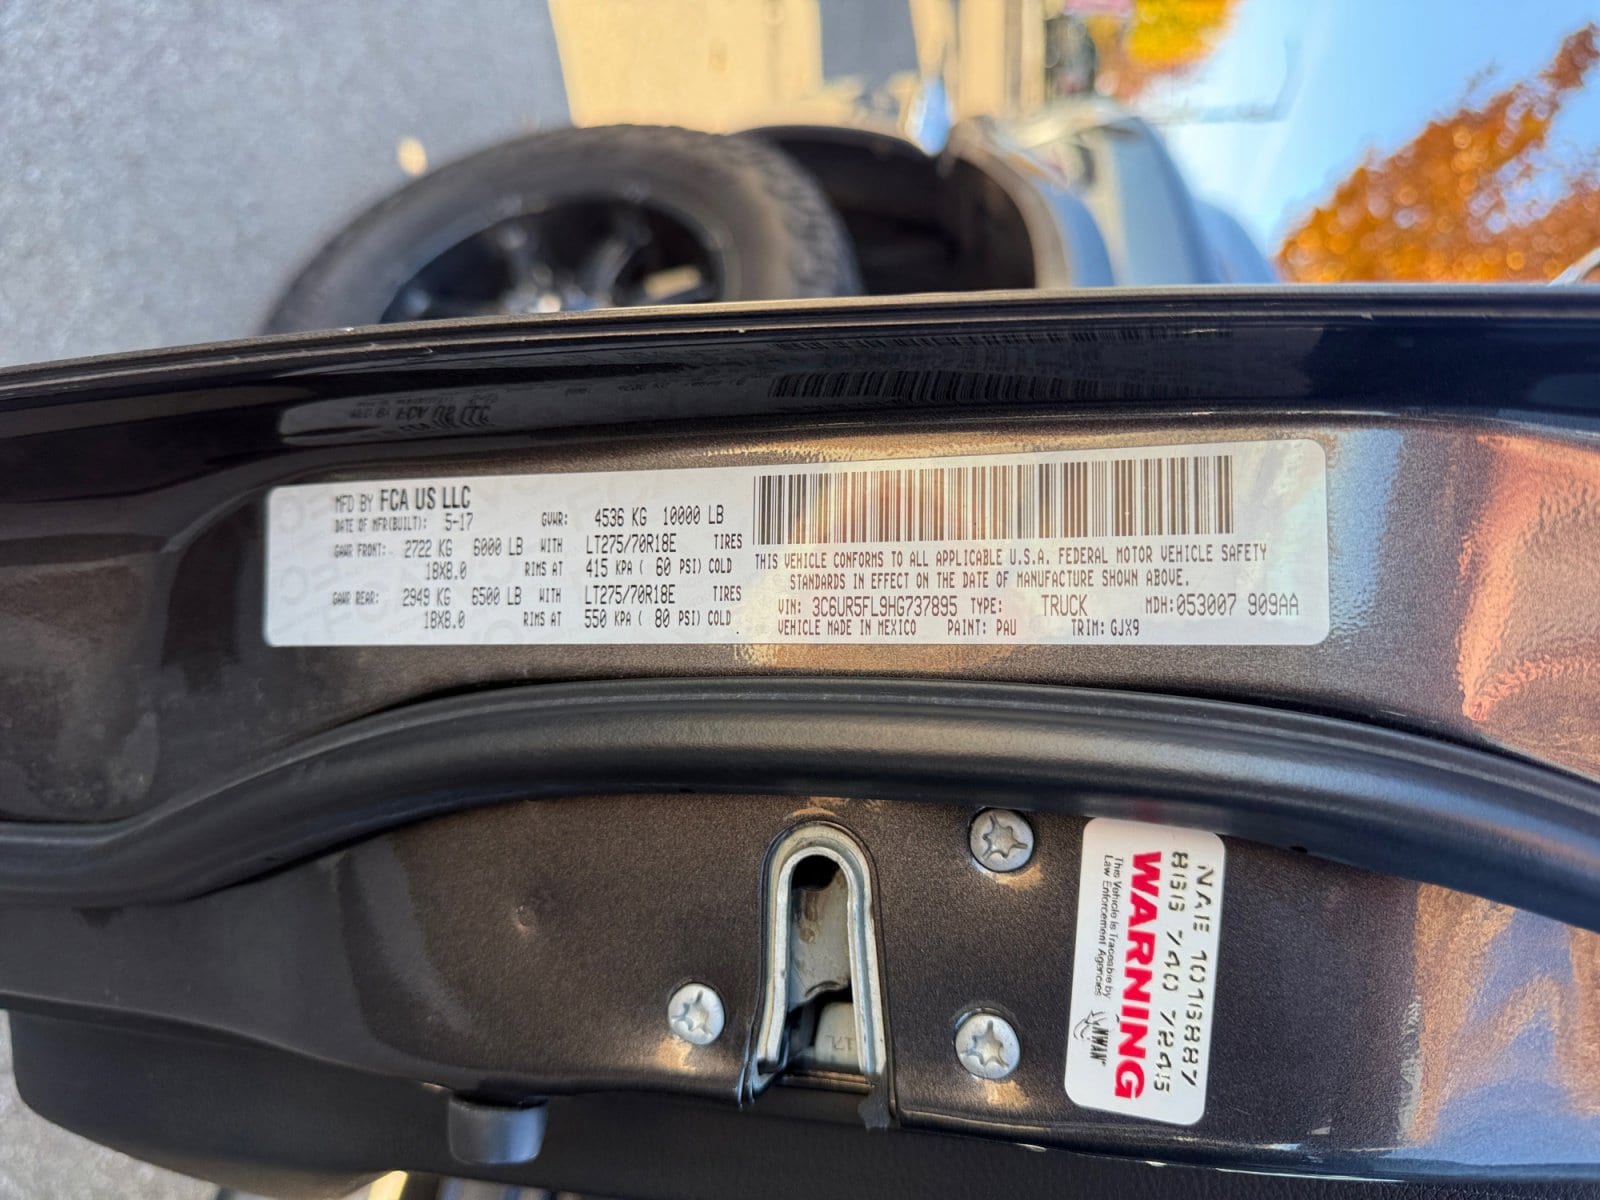 MFD BY FCA US LLC
DATE OF MFR(BUILT): 5-17 GVWR: 4536 KG 10000 LB
GAWR FRONT: 2722 KG 6000 LB WITH LT275/70R18E TIRES
18X8.0 RIMS AT 415 KPA ( 60 PSI) COLD
GAWR REAR: 2949 KG 6500 LB WITH LT275/70R18E TIRES
18X8.0 RIMS AT 550 KPA ( 80 PSI) COLD
THIS VEHICLE CONFORMS TO ALL APPLICABLE U.S.A. FEDERAL MOTOR VEHICLE SAFETY
STANDARDS IN EFFECT ON THE DATE OF MANUFACTURE SHOWN ABOVE.
VIN: 3C6UR5FL9HG737895 TYPE: TRUCK MDH:053007 909AA
VEHICLE MADE IN MEXICO PAINT: PAU TRIM: GJX9
866 740 7245
WARNING
This Vehicle is Traceable by
Law Enforcement Agencies
NWAN
17L